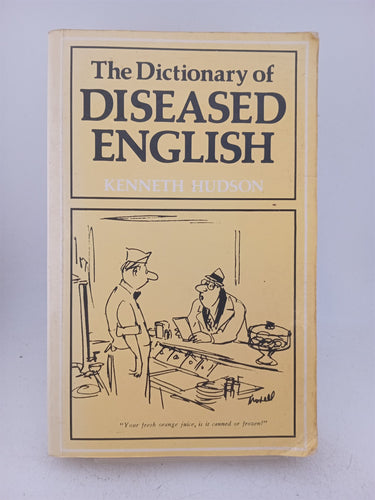 The Dictionary of
DISEASED
ENGLISH
KENNETH HUDSON
"Your fresh orange juice, is it canned or frozen?"